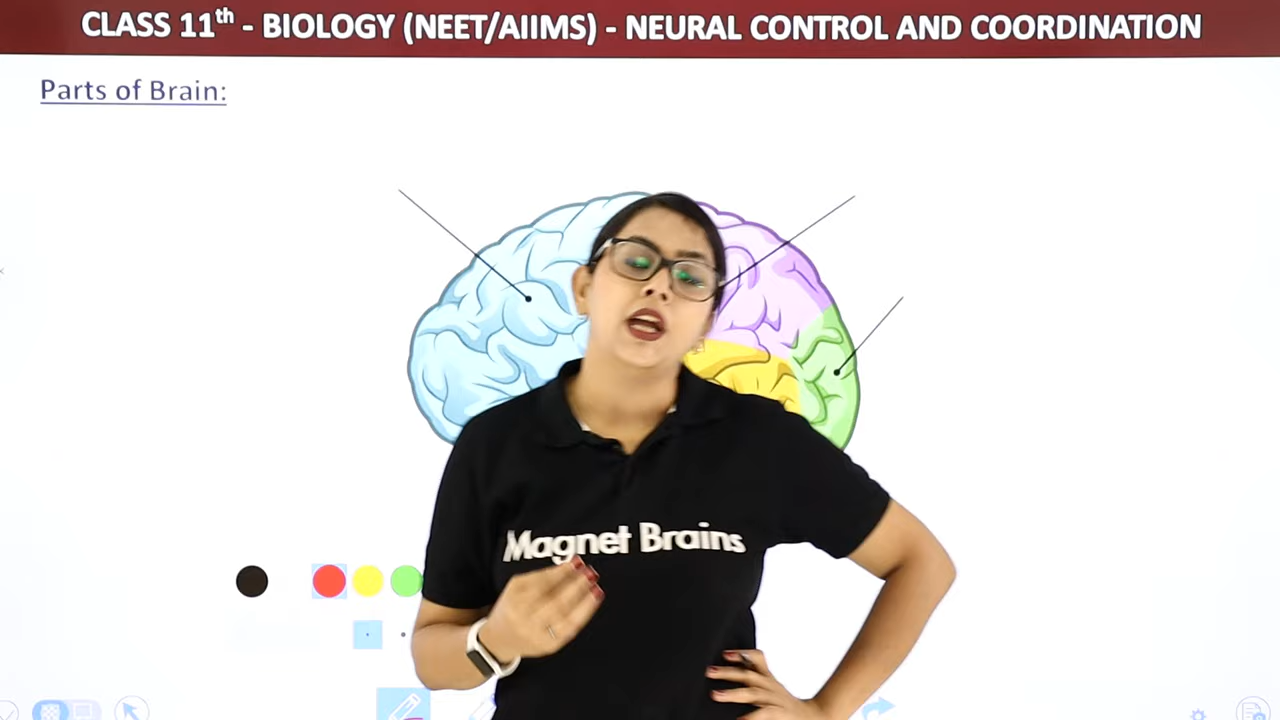 CLASS 11th - BIOLOGY (NEET/AIIMS) - NEURAL CONTROL AND COORDINATION
Parts of Brain:
Magnet Brains